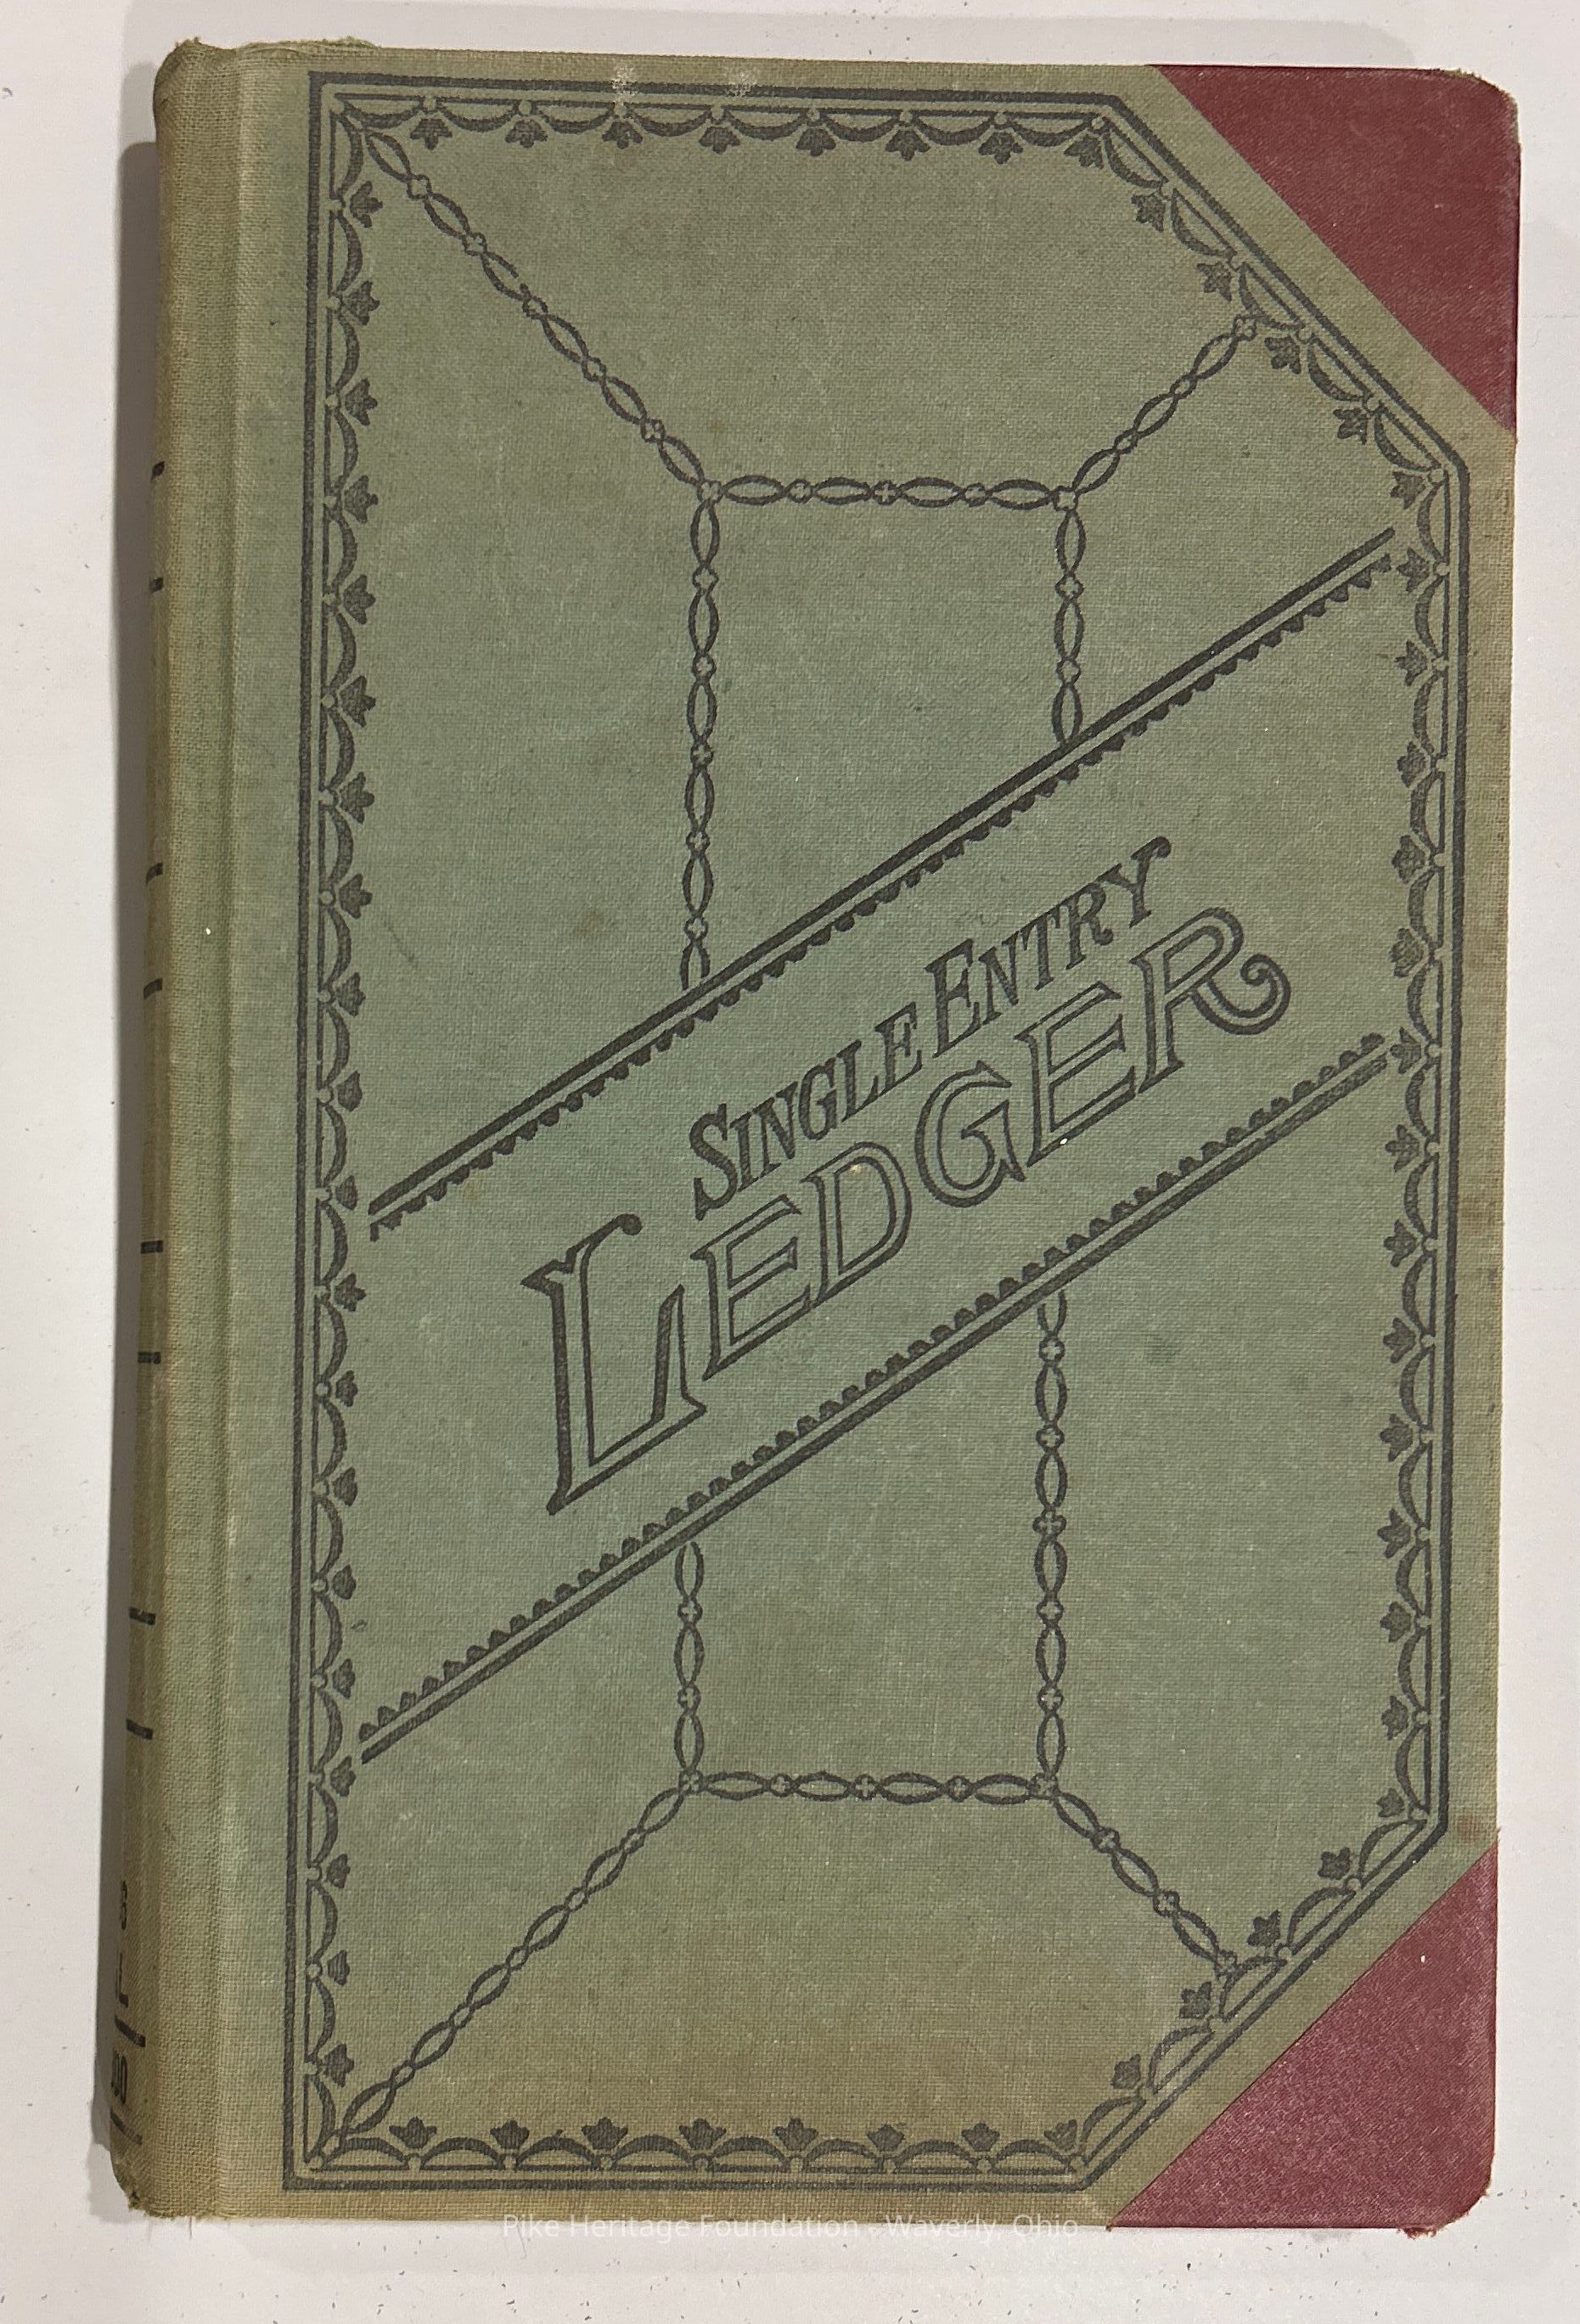 SINGLE ENTRY
LEDGER
Pike Heritage Foundation - Waverly, Ohio